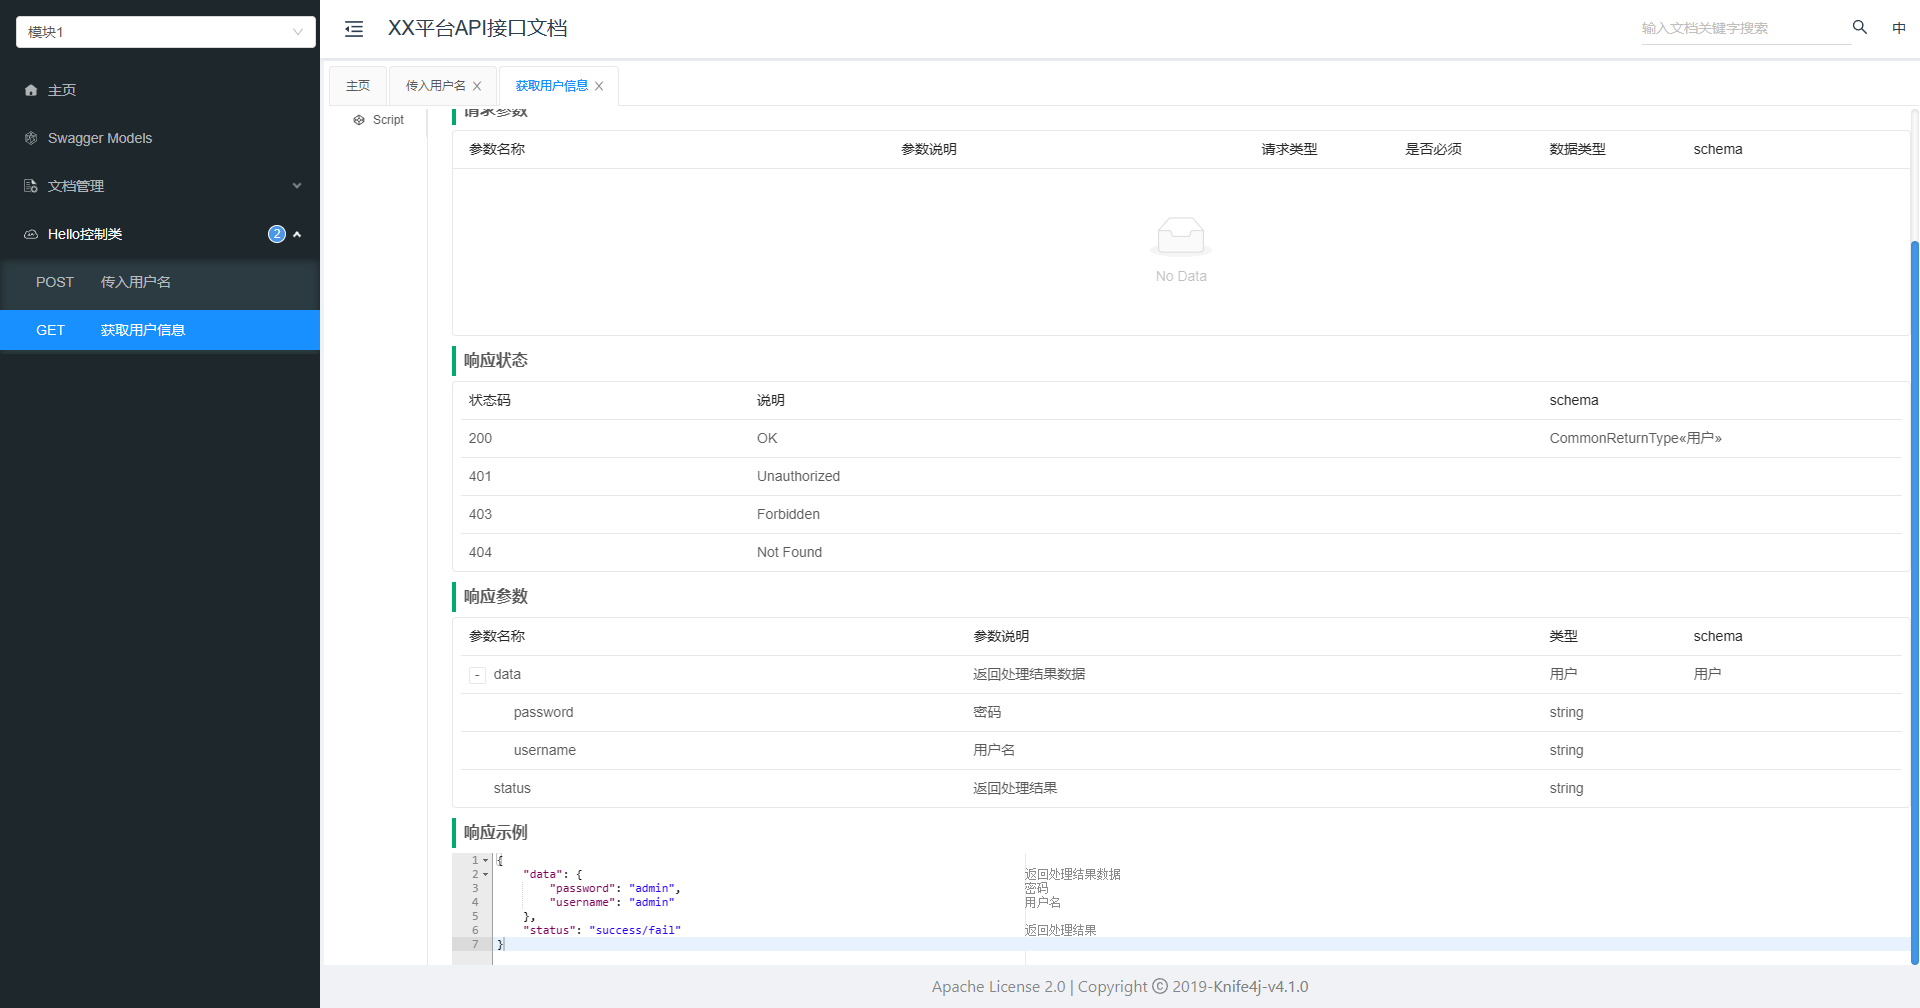 模块1
主页
Swagger Models
文档管理
Hello控制类 2
POST 传入用户名
GET 获取用户信息
XX平台API接口文档
输入文档关键字搜索
中
主页 传入用户名 获取用户信息
Script
请求参数
参数名称 参数说明 请求类型 是否必须 数据类型 schema
No Data
响应状态
状态码 说明 schema
200 OK CommonReturnType«用户»
401 Unauthorized
403 Forbidden
404 Not Found
响应参数
参数名称 参数说明 类型 schema
- data 返回处理结果数据 用户 用户
password 密码 string
username 用户名 string
status 返回处理结果 string
响应示例
1 {
2 "data": { 返回处理结果数据
3 "password": "admin", 密码
4 "username": "admin" 用户名
5 },
6 "status": "success/fail" 返回处理结果
7 }
Apache License 2.0 | Copyright © 2019-Knife4j-v4.1.0